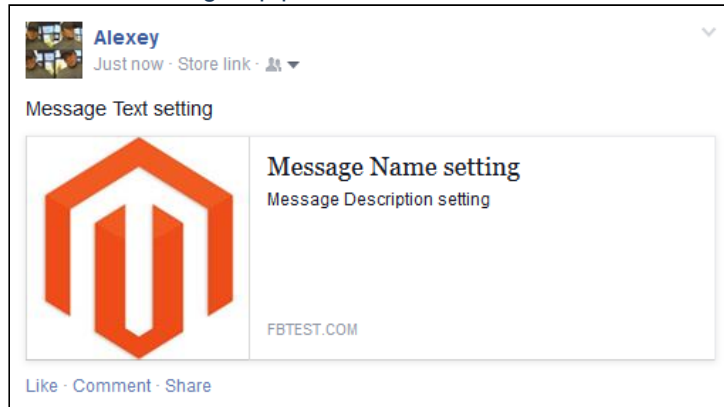 Alexey
Just now · Store link ·
Message Text setting
Message Name setting
Message Description setting
FBTEST.COM
Like · Comment · Share